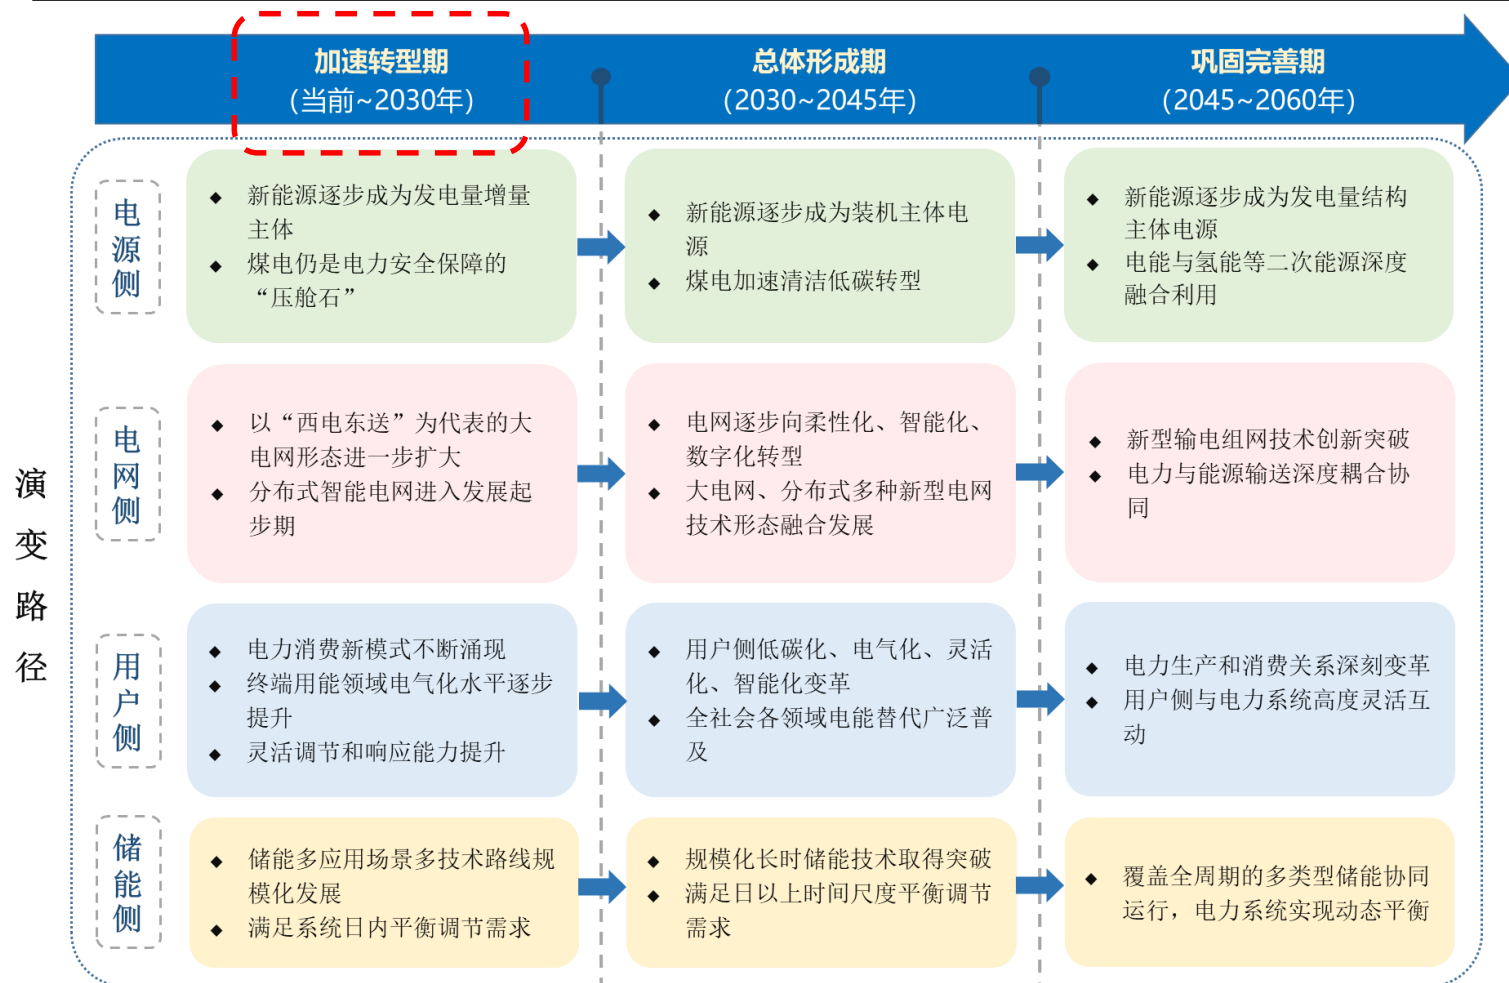 加速转型期
(当前~2030年)
总体形成期
(2030~2045年)
巩固完善期
(2045~2060年)
演变路径
电源侧
◆ 新能源逐步成为发电量增量
主体
◆ 煤电仍是电力安全保障的
“压舱石”
◆ 新能源逐步成为装机主体电
源
◆ 煤电加速清洁低碳转型
◆ 新能源逐步成为发电量结构
主体电源
◆ 电能与氢能等二次能源深度
融合利用
电网侧
◆ 以“西电东送”为代表的大
电网形态进一步扩大
◆ 分布式智能电网进入发展起
步期
◆ 电网逐步向柔性化、智能化、
数字化转型
◆ 大电网、分布式多种新型电网
技术形态融合发展
◆ 新型输电组网技术创新突破
◆ 电力与能源输送深度耦合协
同
用户侧
◆ 电力消费新模式不断涌现
◆ 终端用能领域电气化水平逐步
提升
◆ 灵活调节和响应能力提升
◆ 用户侧低碳化、电气化、灵活
化、智能化变革
◆ 全社会各领域电能替代广泛普
及
◆ 电力生产和消费关系深刻变革
◆ 用户侧与电力系统高度灵活互
动
储能侧
◆ 储能多应用场景多技术路线规
模化发展
◆ 满足系统日内平衡调节需求
◆ 规模化长时储能技术取得突破
◆ 满足日以上时间尺度平衡调节
需求
◆ 覆盖全周期的多类型储能协同
运行，电力系统实现动态平衡